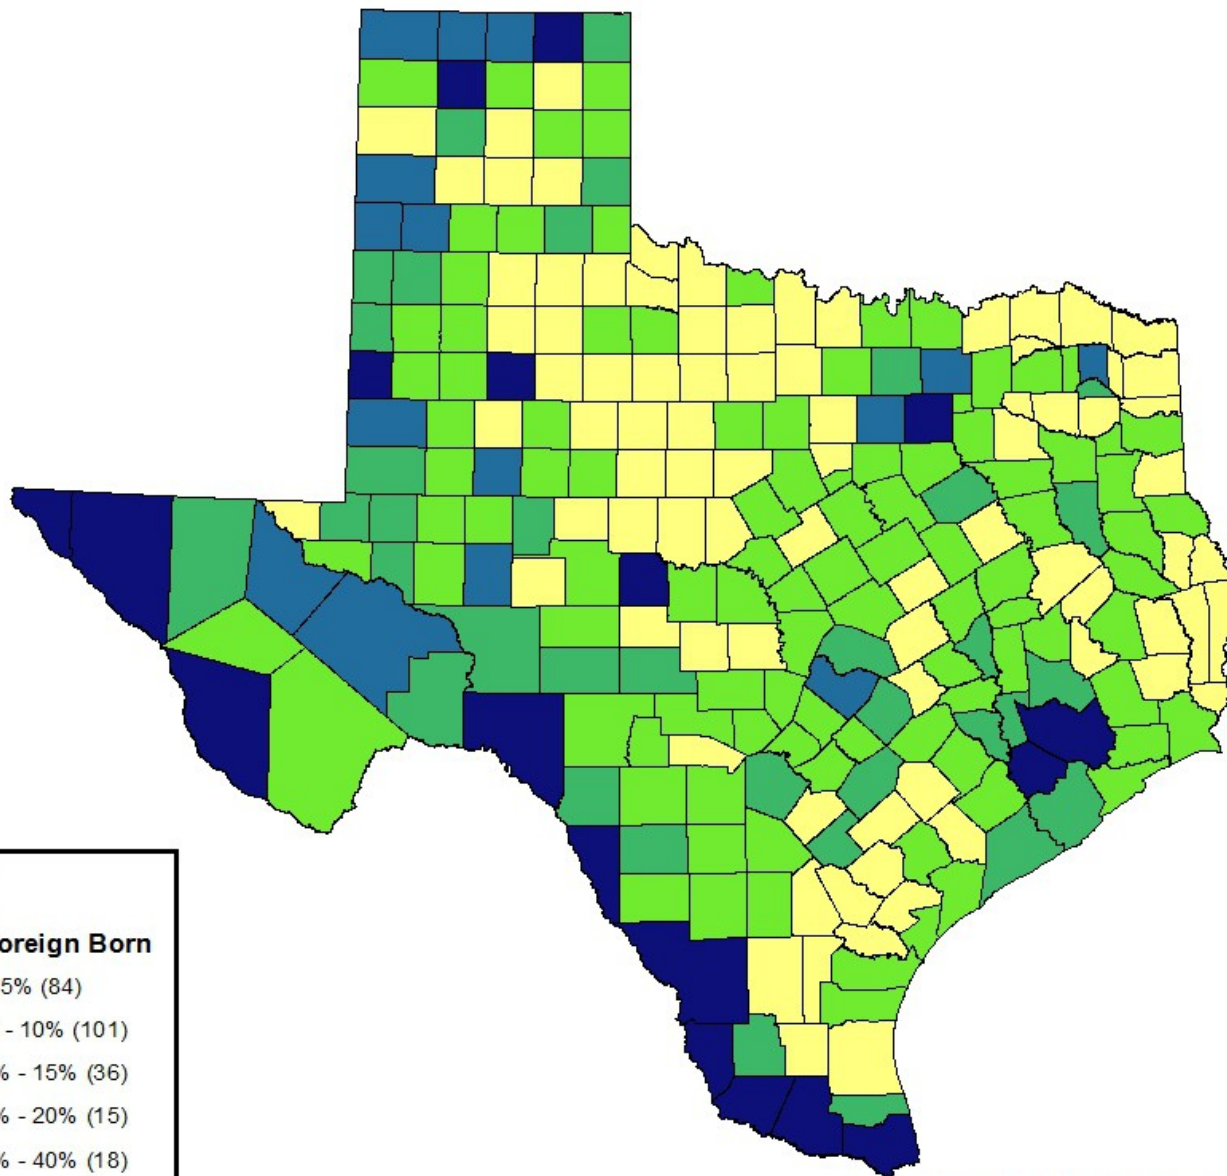 oreign Born
5% (84)
- 10% (101)
% - 15% (36)
% - 20% (15)
% - 40% (18)